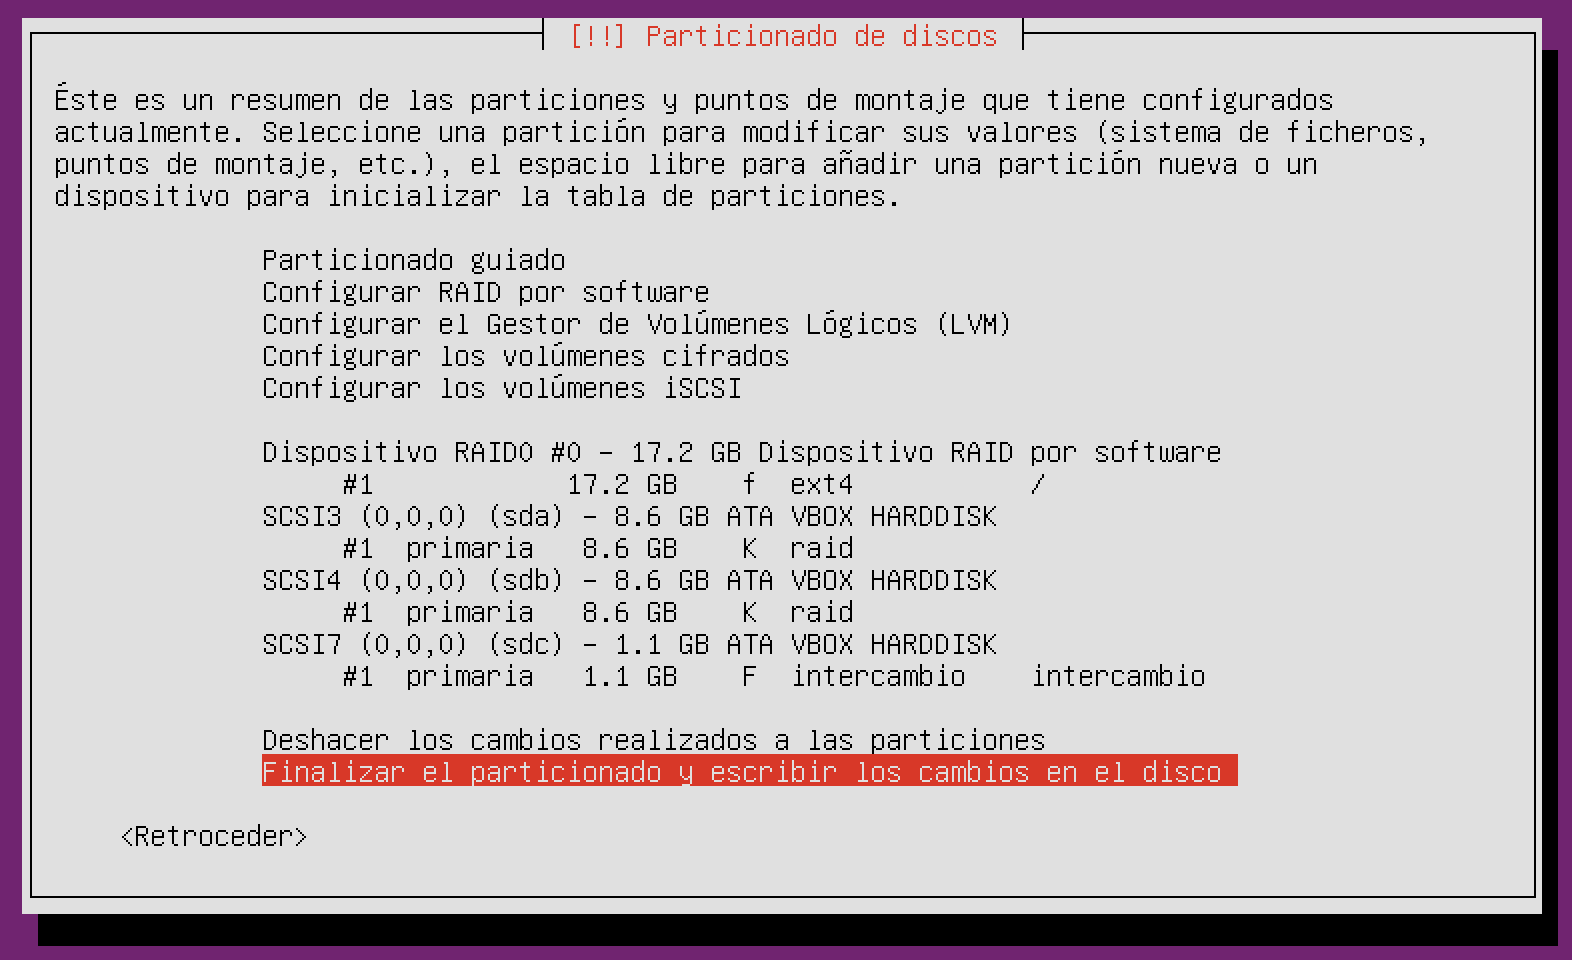 [!!] Particionado de discos
Éste es un resumen de las particiones y puntos de montaje que tiene configurados
actualmente. Seleccione una partición para modificar sus valores (sistema de ficheros,
puntos de montaje, etc.), el espacio libre para añadir una partición nueva o un
dispositivo para inicializar la tabla de particiones.
Particionado guiado
Configurar RAID por software
Configurar el Gestor de Volúmenes Lógicos (LVM)
Configurar los volúmenes cifrados
Configurar los volúmenes iSCSI
Dispositivo RAID0 #0 - 17.2 GB Dispositivo RAID por software
#1 17.2 GB f ext4 /
SCSI3 (0,0,0) (sda) - 8.6 GB ATA VBOX HARDDISK
#1 primaria 8.6 GB K raid
SCSI4 (0,0,0) (sdb) - 8.6 GB ATA VBOX HARDDISK
#1 primaria 8.6 GB K raid
SCSI7 (0,0,0) (sdc) - 1.1 GB ATA VBOX HARDDISK
#1 primaria 1.1 GB F intercambio intercambio
Deshacer los cambios realizados a las particiones
Finalizar el particionado y escribir los cambios en el disco
<Retroceder>